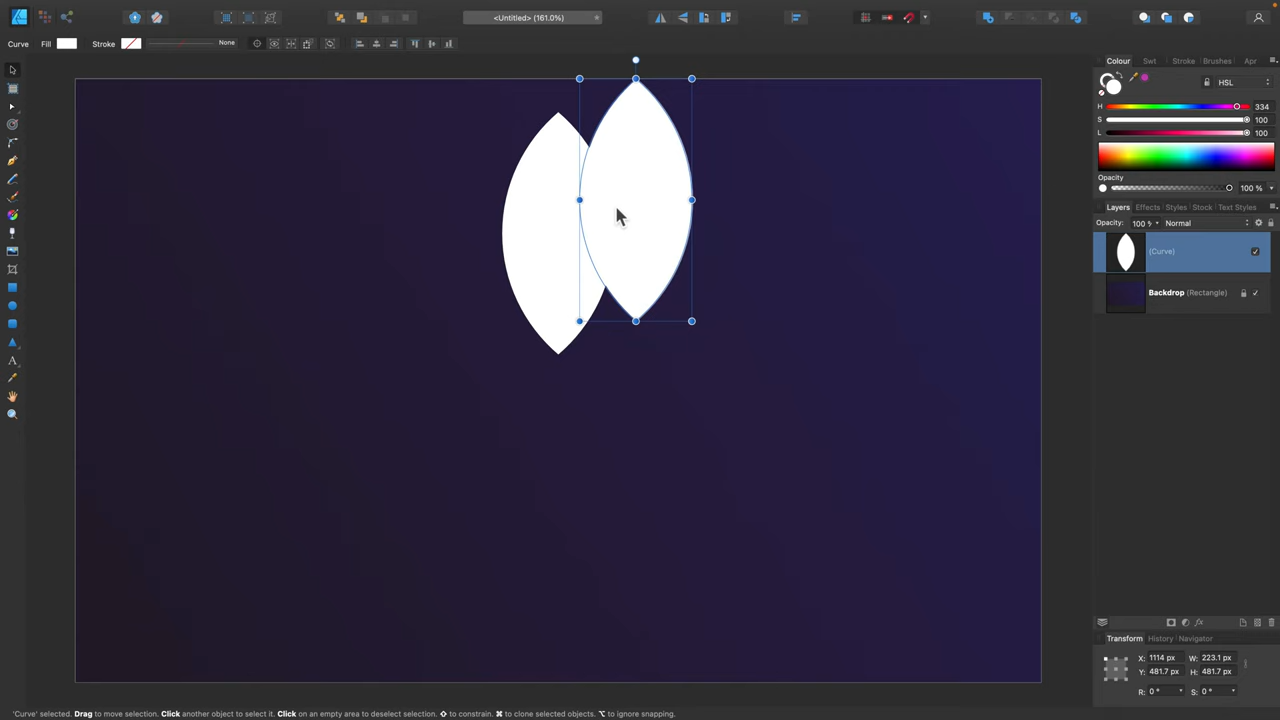 <Untitled> (161.0%)
Curve Fill Stroke None
Colour Swt Stroke Brushes Apr
HSL
H 334
S 100
L 100
Opacity
100 %
Layers Effects Styles Stock Text Styles
Opacity: 100 % Normal
(Curve)
Backdrop (Rectangle)
Transform History Navigator
X: 1114 px W: 223.1 px
Y: 481.7 px H: 481.7 px
R: 0 ° S: 0 °
'Curve' selected. Drag to move selection. Click another object to select it. Click on an empty area to deselect selection. ⇧ to constrain. ⌘ to clone selected objects. ⌥ to ignore snapping.